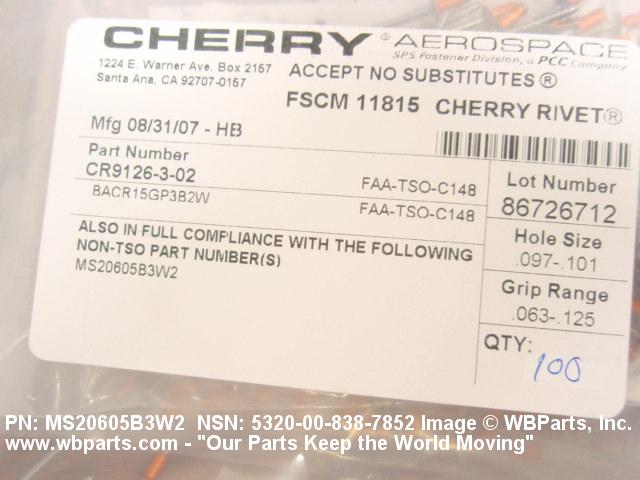 CHERRY® AEROSPACE
SPS Fastener Division, a PCC Company
1224 E. Warner Ave. Box 2157
Santa Ana, CA 92707-0157
ACCEPT NO SUBSTITUTES®
FSCM 11815 CHERRY RIVET®
Mfg 08/31/07 - HB
Part Number
CR9126-3-02 FAA-TSO-C148
BACR15GP3B2W FAA-TSO-C148
ALSO IN FULL COMPLIANCE WITH THE FOLLOWING
NON-TSO PART NUMBER(S)
MS20605B3W2
Lot Number
86726712
Hole Size
.097-.101
Grip Range
.063-.125
QTY: 100
PN: MS20605B3W2 NSN: 5320-00-838-7852 Image © WBParts, Inc.
www.wbparts.com - "Our Parts Keep the World Moving"